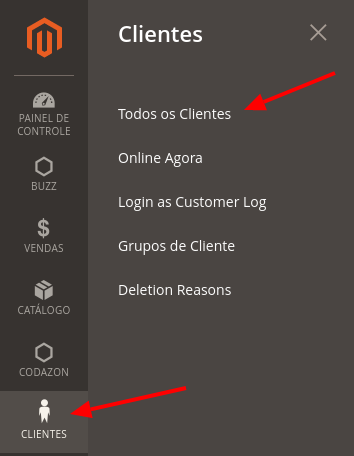 Clientes
Todos os Clientes
Online Agora
Login as Customer Log
Grupos de Cliente
Deletion Reasons
PAINEL DE
CONTROLE
BUZZ
VENDAS
CATÁLOGO
CODAZON
CLIENTES